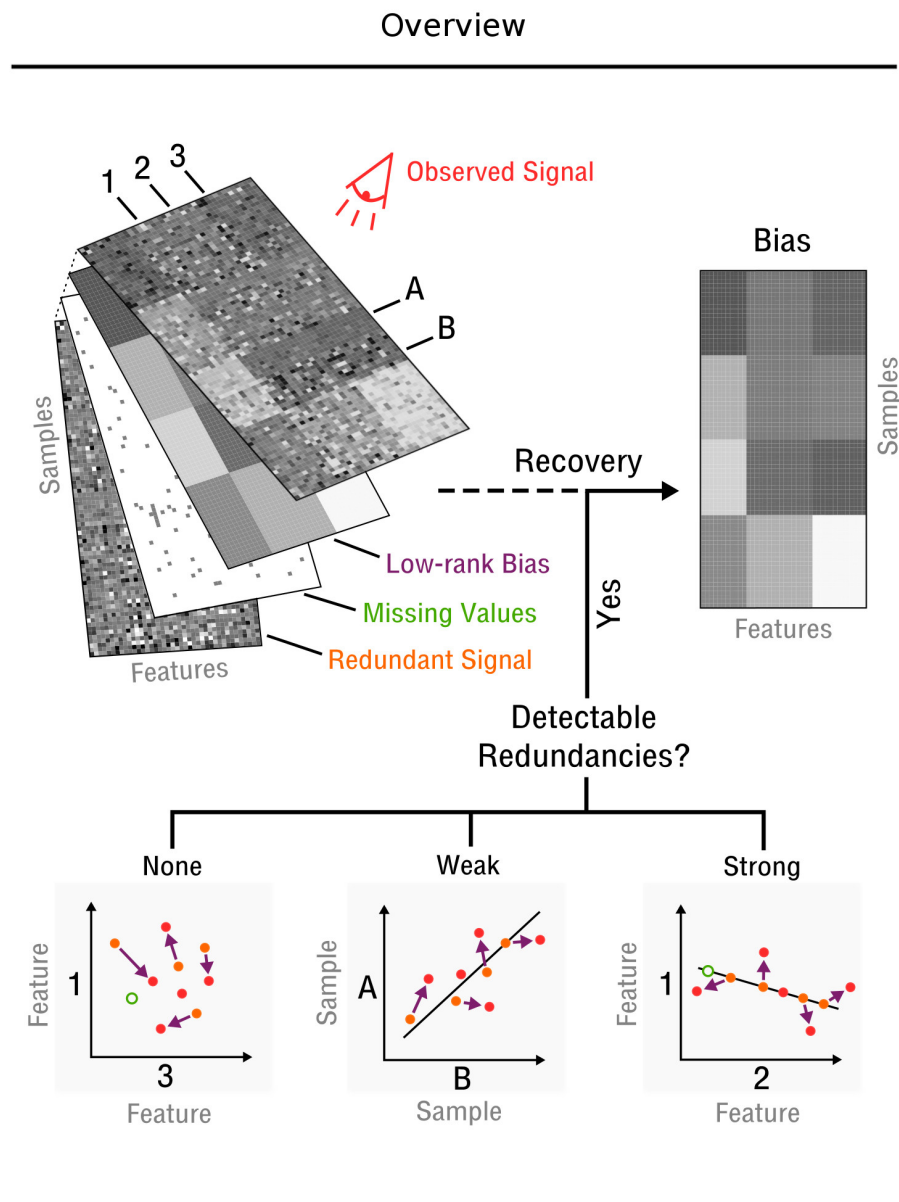 Overview
1 2 3
Observed Signal
A
B
Samples
Features
Low-rank Bias
Missing Values
Redundant Signal
Recovery
Bias
Samples
Features
Yes
Detectable
Redundancies?
None
Weak
Strong
Feature
1
3
Feature
Sample
A
B
Sample
Feature
1
2
Feature